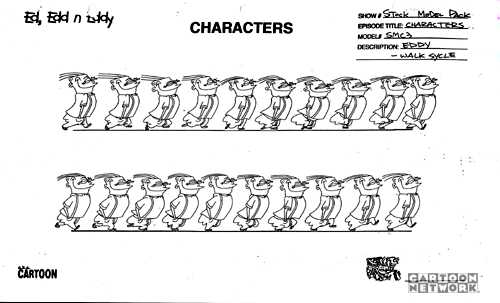 Ed, Edd n Eddy
CHARACTERS
SHOW# Stock Model Pack
EPISODE TITLE: CHARACTERS
MODEL# SMC3
DESCRIPTION: EDDY
- WALK SYCLE
CARTOON
CARTOON
NETWORK